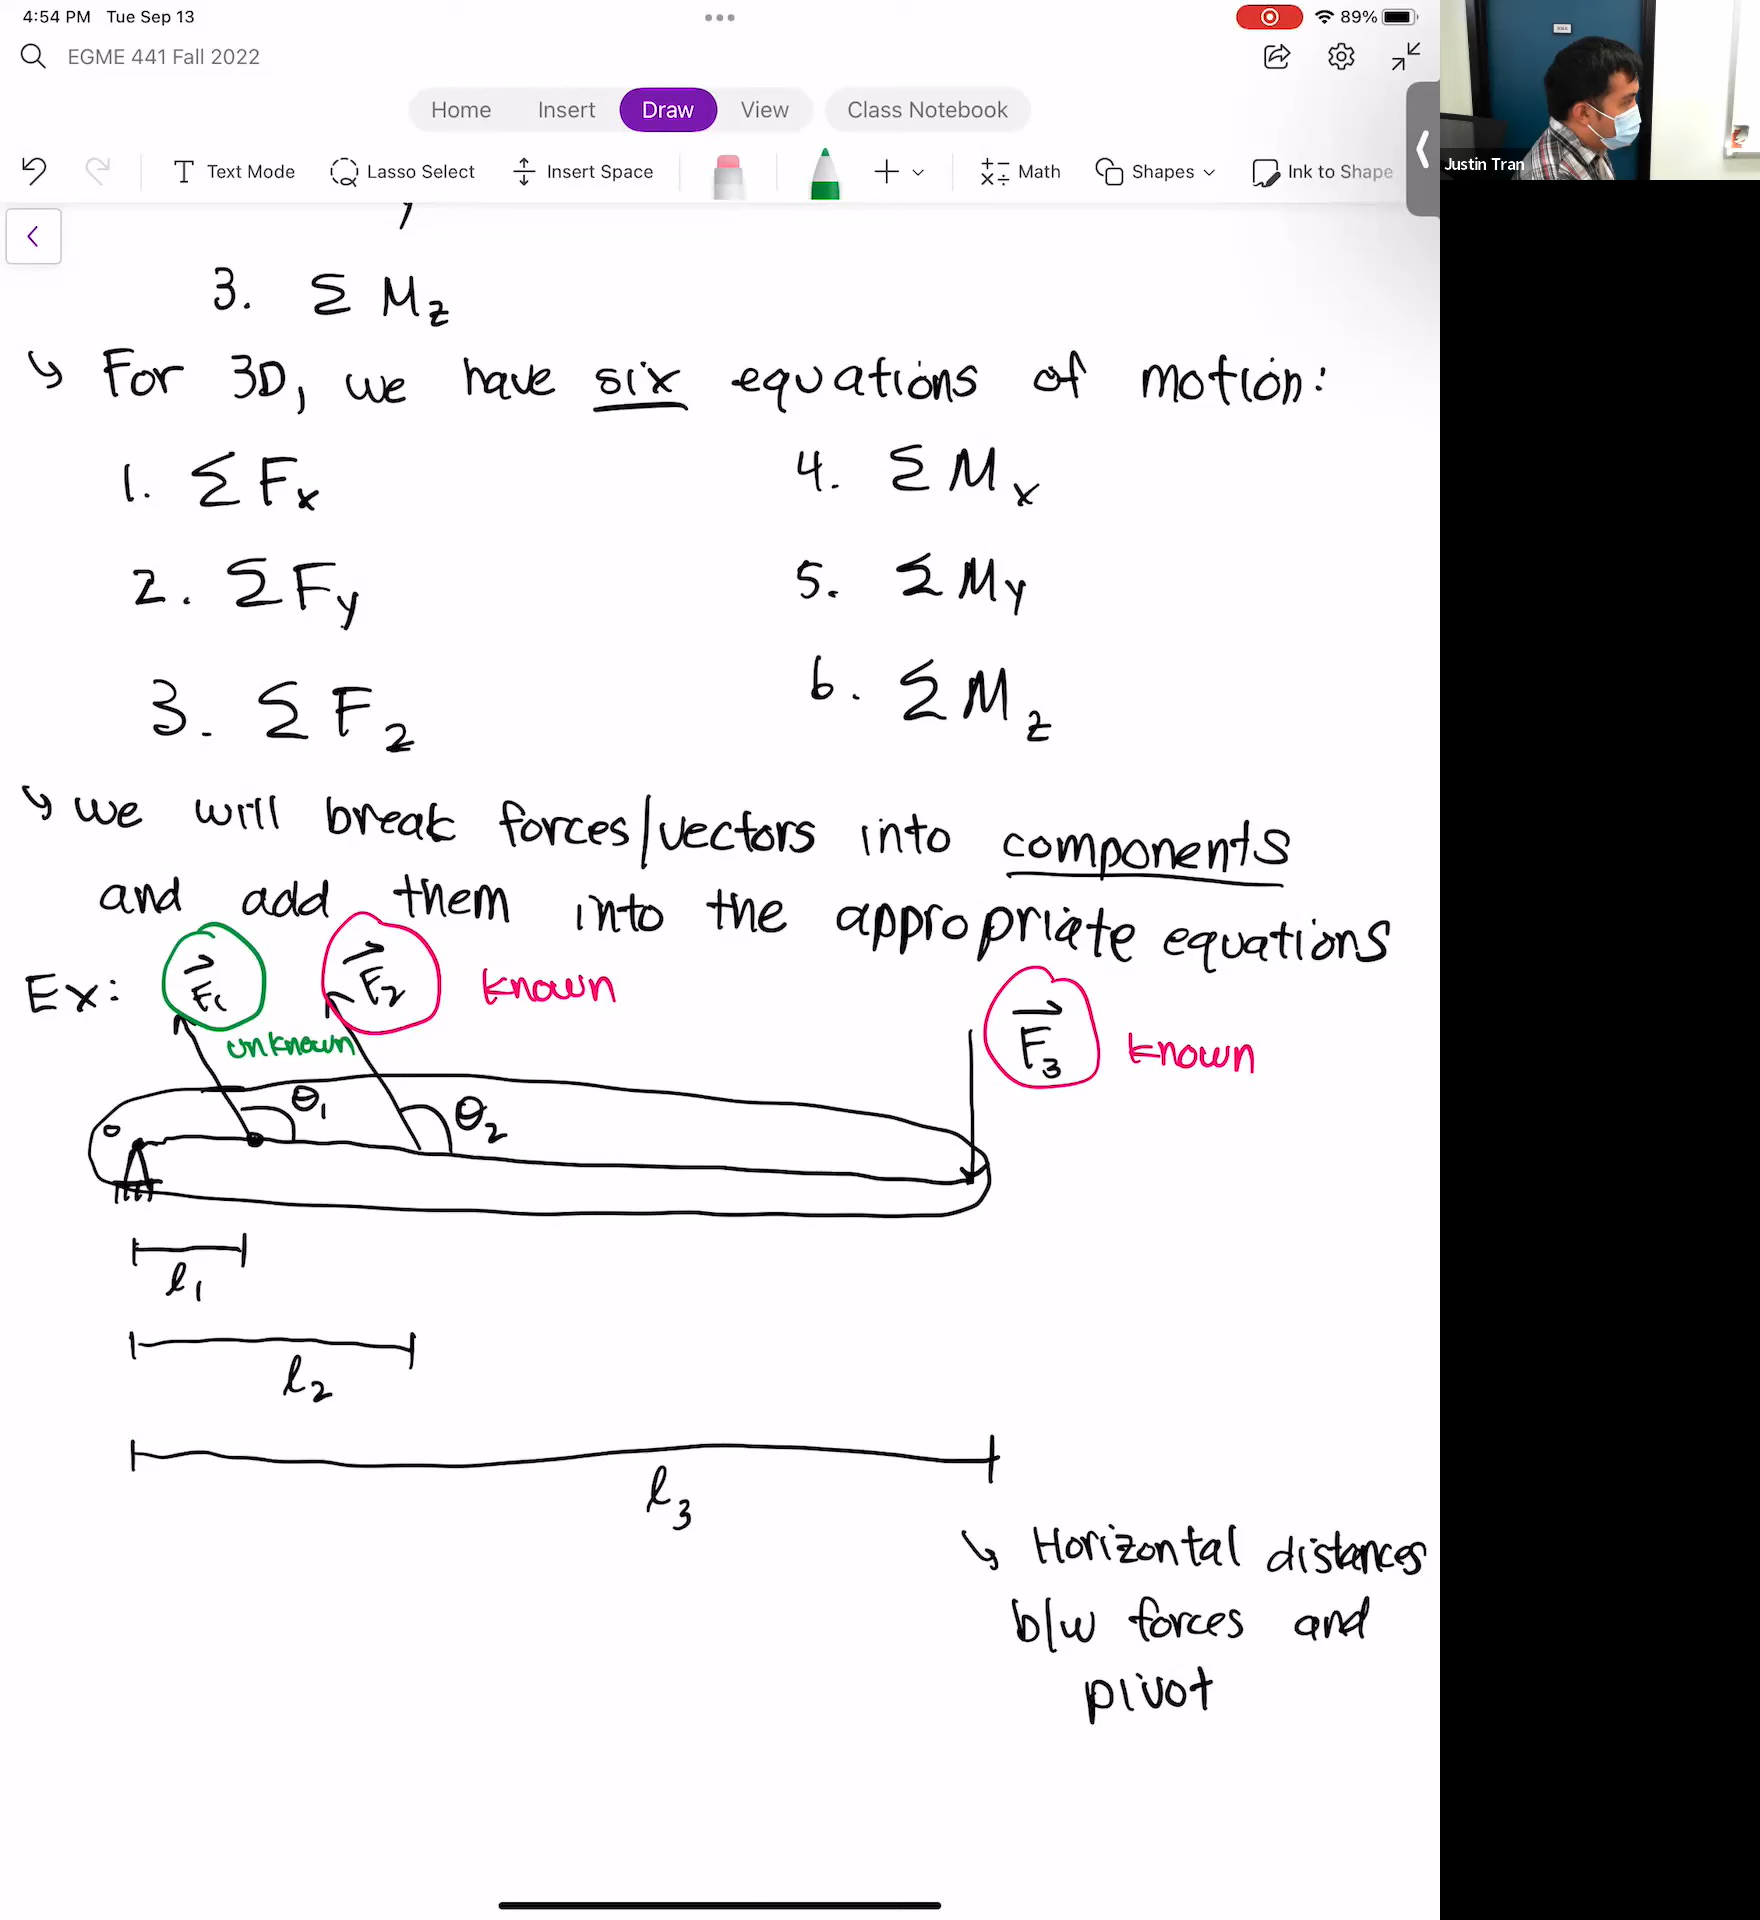 4:54 PM Tue Sep 13
89%
EGME 441 Fall 2022
Home Insert Draw View Class Notebook
Text Mode Lasso Select Insert Space Math Shapes Ink to Shape
Justin Tran
3. Σ Mz
↳ For 3D, we have six equations of motion:
1. Σ Fx 4. Σ Mx
2. Σ Fy 5. Σ My
3. Σ Fz 6. Σ Mz
↳ we will break forces/vectors into components
and add them into the appropriate equations
Ex: F₁ F₂ known
unknown F₃ known
θ₁ θ₂
o
l₁
l₂
l₃
↳ Horizontal distances
b/w forces and
pivot